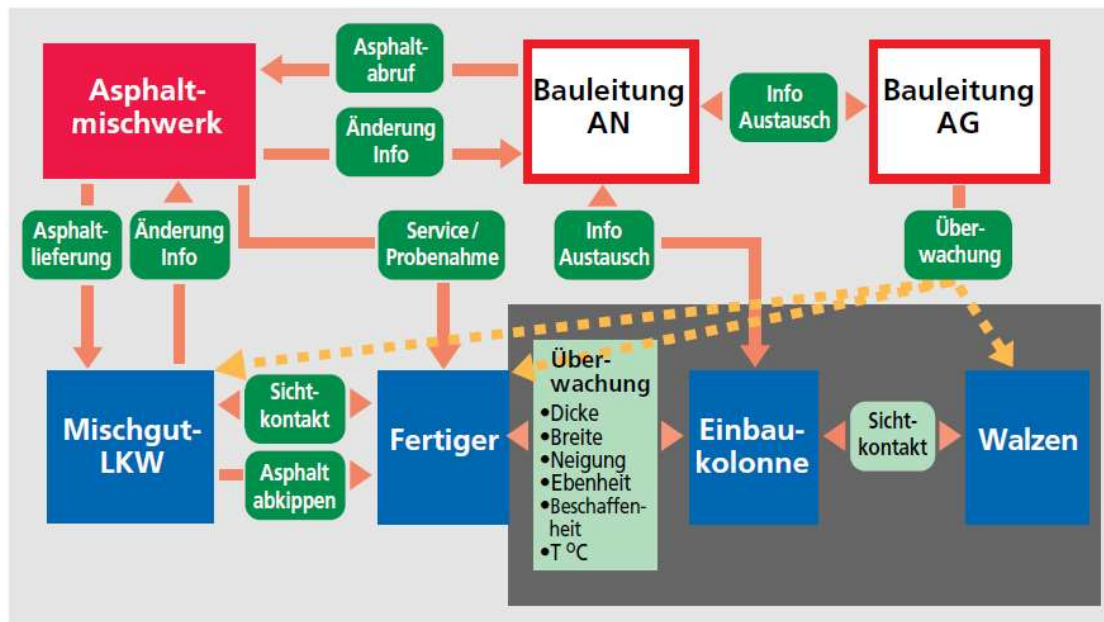 Asphalt-
mischwerk
Asphalt-
abruf
Änderung
Info
Bauleitung
AN
Info
Austausch
Bauleitung
AG
Asphalt-
lieferung
Änderung
Info
Service/
Probenahme
Info
Austausch
Über-
wachung
Mischgut-
LKW
Sicht-
kontakt
Asphalt
abkippen
Fertiger
Über-
wachung
•Dicke
•Breite
•Neigung
•Ebenheit
•Beschaffen-
heit
•T °C
Einbau-
kolonne
Sicht-
kontakt
Walzen